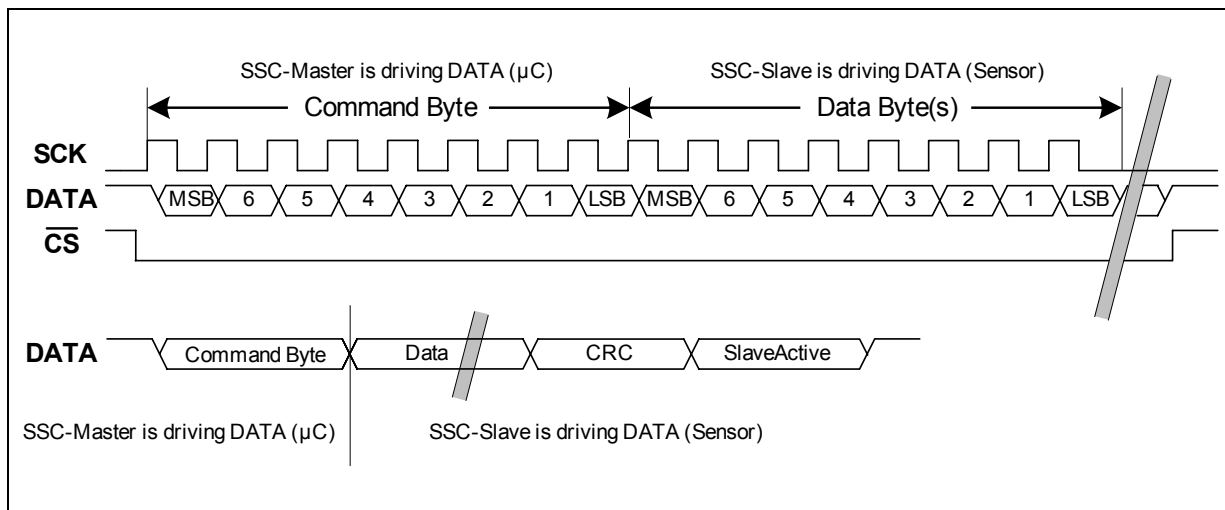 SSC-Master is driving DATA (µC) SSC-Slave is driving DATA (Sensor)
Command Byte Data Byte(s)
SCK
DATA MSB 6 5 4 3 2 1 LSB MSB 6 5 4 3 2 1 LSB
CS
DATA Command Byte Data CRC SlaveActive
SSC-Master is driving DATA (µC) SSC-Slave is driving DATA (Sensor)